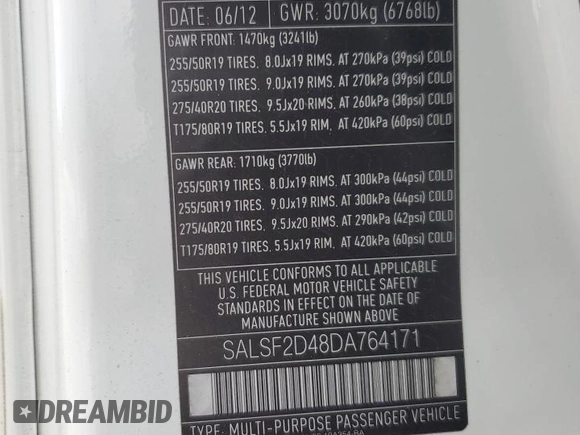 DATE: 06/12 GWR: 3070kg (6768lb)
GAWR FRONT: 1470kg (3241lb)
255/50R19 TIRES, 8.0Jx19 RIMS, AT 270kPa (39psi) COLD
255/50R19 TIRES, 9.0Jx19 RIMS, AT 270kPa (39psi) COLD
275/40R20 TIRES, 9.5Jx20 RIMS, AT 260kPa (38psi) COLD
T175/80R19 TIRES, 5.5Jx19 RIM, AT 420kPa (60psi) COLD
GAWR REAR: 1710kg (3770lb)
255/50R19 TIRES, 8.0Jx19 RIMS, AT 300kPa (44psi) COLD
255/50R19 TIRES, 9.0Jx19 RIMS, AT 300kPa (44psi) COLD
275/40R20 TIRES, 9.5Jx20 RIMS, AT 290kPa (42psi) COLD
T175/80R19 TIRES, 5.5Jx19 RIM, AT 420kPa (60psi) COLD
THIS VEHICLE CONFORMS TO ALL APPLICABLE
U.S. FEDERAL MOTOR VEHICLE SAFETY
STANDARDS IN EFFECT ON THE DATE OF
MANUFACTURE SHOWN ABOVE
SALSF2D48DA764171
TYPE: MULTI-PURPOSE PASSENGER VEHICLE
DREAMBID